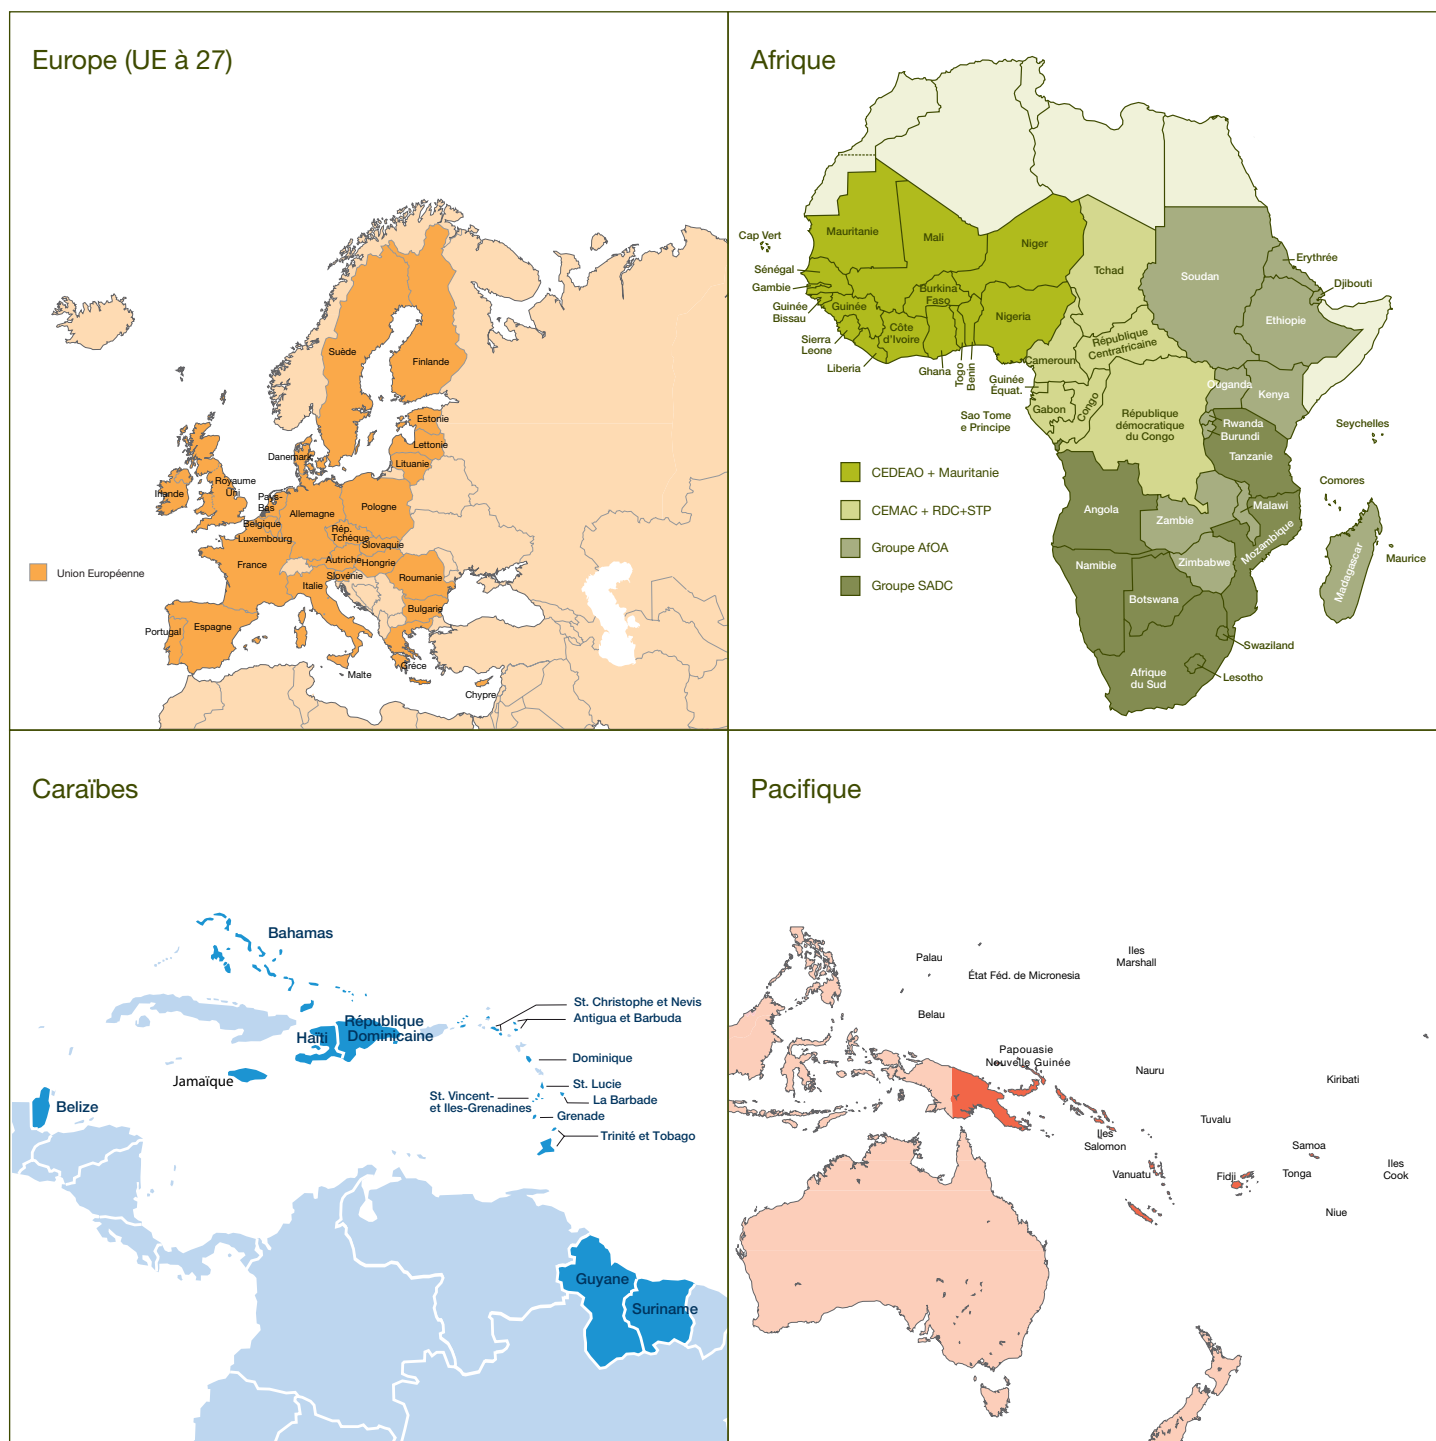 Europe (UE à 27)
Suède
Finlande
Estonie
Lettonie
Lituanie
Danemark
Irlande
Royaume
Uni
Pays-
Bas
Belgique
Luxembourg
Allemagne
Pologne
Rép.
Tchèque
Slovaquie
Autriche
Hongrie
Slovénie
France
Italie
Roumanie
Bulgarie
Portugal
Espagne
Grèce
Malte
Chypre
Union Européenne
Afrique
Cap Vert
Mauritanie
Mali
Niger
Tchad
Soudan
Erythrée
Djibouti
Sénégal
Gambie
Guinée
Bissau
Guinée
Burkina
Faso
Côte
d'Ivoire
Nigeria
Ethiopie
Sierra
Leone
Liberia
Ghana
Togo
Benin
République
Centrafricaine
Cameroun
Guinée
Équat.
Gabon
Congo
Sao Tome
e Principe
République
démocratique
du Congo
Ouganda
Kenya
Rwanda
Burundi
Tanzanie
Seychelles
Comores
Angola
Zambie
Malawi
Mozambique
Zimbabwe
Madagascar
Maurice
Namibie
Botswana
Swaziland
Lesotho
Afrique
du Sud
CEDEAO + Mauritanie
CEMAC + RDC+STP
Groupe AfOA
Groupe SADC
Caraïbes
Bahamas
République
Dominicaine
Haïti
Jamaïque
Belize
St. Christophe et Nevis
Antigua et Barbuda
Dominique
St. Lucie
St. Vincent-
et Iles-Grenadines
La Barbade
Grenade
Trinité et Tobago
Guyane
Suriname
Pacifique
Palau
État Féd. de Micronesia
Iles
Marshall
Belau
Papouasie
Nouvelle Guinée
Nauru
Kiribati
Tuvalu
Iles
Salomon
Samoa
Vanuatu
Fidji
Tonga
Iles
Cook
Niue